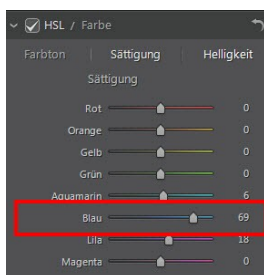 HSL / Farbe
Farbton Sättigung Helligkeit
Sättigung
Rot 0
Orange 0
Gelb 0
Grün 0
Aquamarin 6
Blau 69
Lila 18
Magenta 0